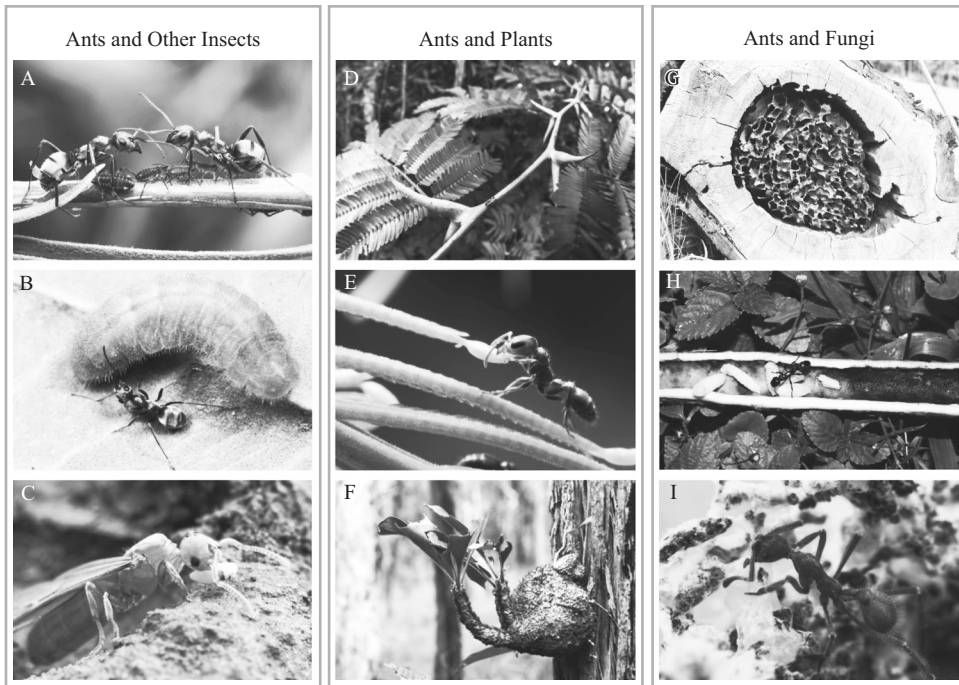 Ants and Other Insects
A
B
C
Ants and Plants
D
E
F
Ants and Fungi
G
H
I